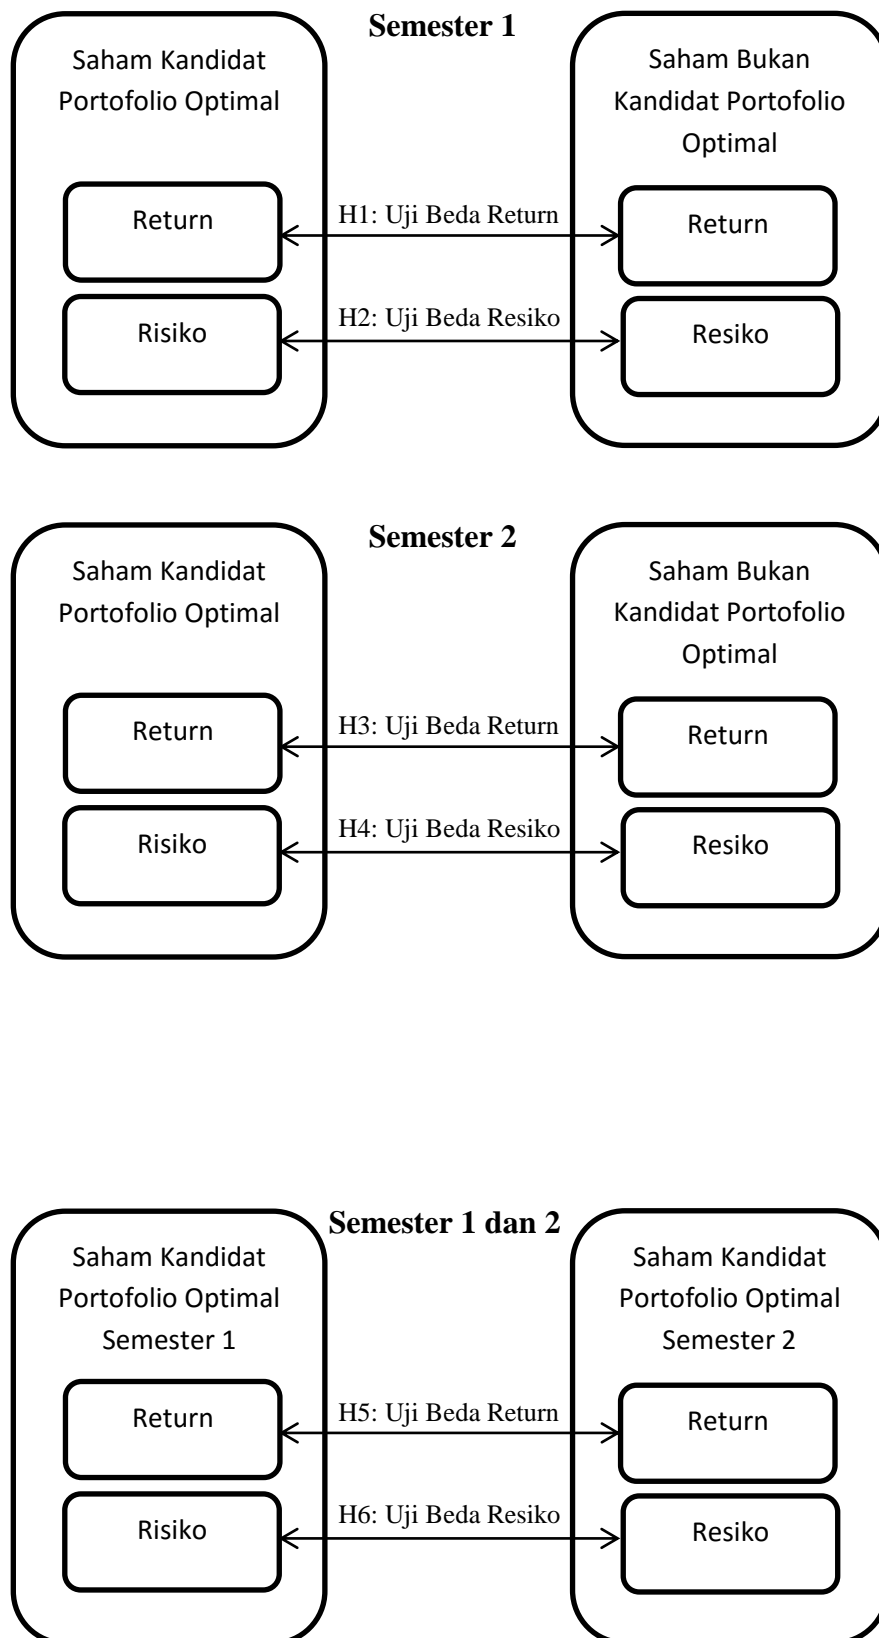 Semester 1
Saham Kandidat
Portofolio Optimal
Saham Bukan
Kandidat Portofolio
Optimal
Return
H1: Uji Beda Return
Return
Risiko
H2: Uji Beda Resiko
Resiko
Semester 2
Saham Kandidat
Portofolio Optimal
Saham Bukan
Kandidat Portofolio
Optimal
Return
H3: Uji Beda Return
Return
Risiko
H4: Uji Beda Resiko
Resiko
Semester 1 dan 2
Saham Kandidat
Portofolio Optimal
Semester 1
Saham Kandidat
Portofolio Optimal
Semester 2
Return
H5: Uji Beda Return
Return
Risiko
H6: Uji Beda Resiko
Resiko